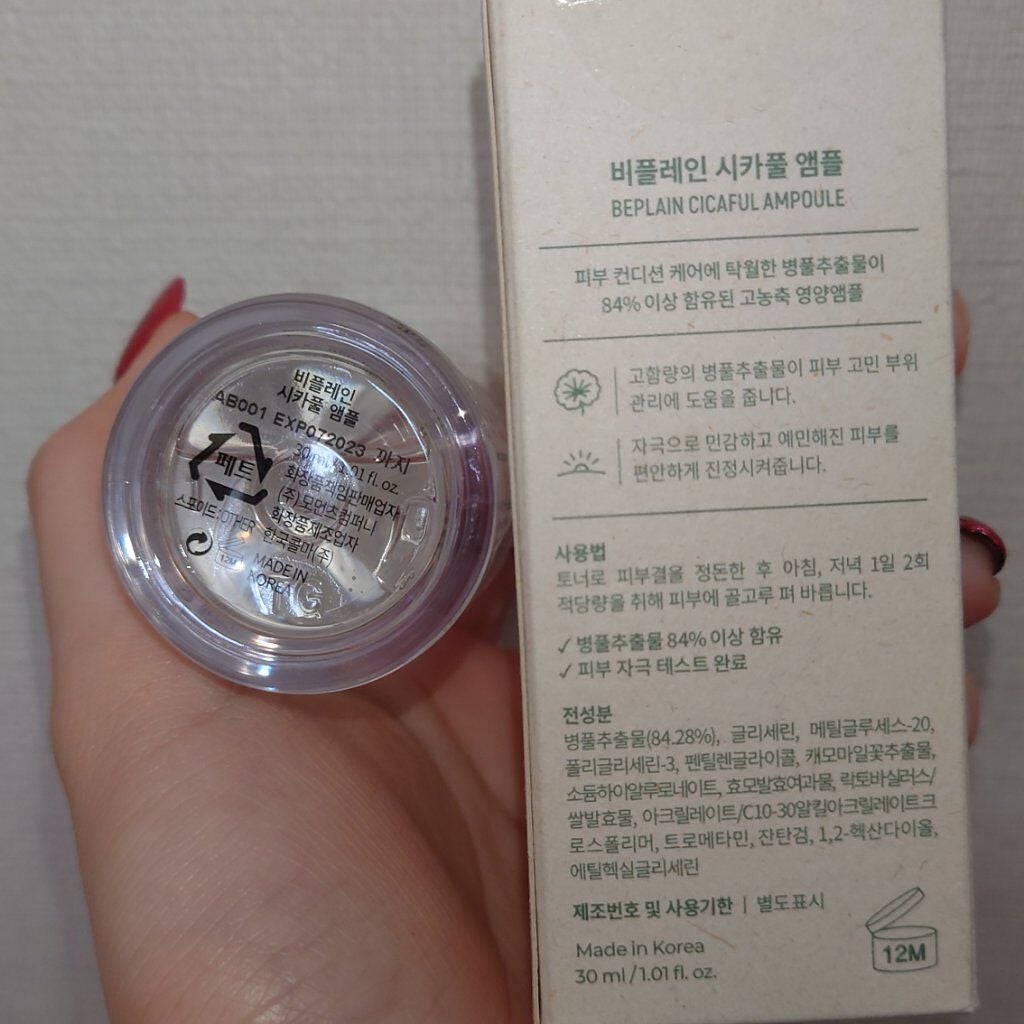 비플레인
시카풀 앰플
AB001 EXP072023 까지
30ml/1.01 fl. oz.
화장품책임판매업자
(주)모먼츠컴퍼니
화장품제조업자
한국콜마(주)
페트
스포이드:OTHER
12M
MADE IN
KOREA
비플레인 시카풀 앰플
BEPLAIN CICAFUL AMPOULE
피부 컨디션 케어에 탁월한 병풀추출물이
84% 이상 함유된 고농축 영양앰플
고함량의 병풀추출물이 피부 고민 부위
관리에 도움을 줍니다.
자극으로 민감하고 예민해진 피부를
편안하게 진정시켜줍니다.
사용법
토너로 피부결을 정돈한 후 아침, 저녁 1일 2회
적당량을 취해 피부에 골고루 펴 바릅니다.
✓ 병풀추출물 84% 이상 함유
✓ 피부 자극 테스트 완료
전성분
병풀추출물(84.28%), 글리세린, 메틸글루세스-20,
폴리글리세린-3, 펜틸렌글라이콜, 캐모마일꽃추출물,
소듐하이알루로네이트, 효모발효여과물, 락토바실러스/
쌀발효물, 아크릴레이트/C10-30알킬아크릴레이트크
로스폴리머, 트로메타민, 잔탄검, 1,2-헥산다이올,
에틸헥실글리세린
제조번호 및 사용기한 | 별도표시
Made in Korea
30 ml / 1.01 fl. oz.
12M